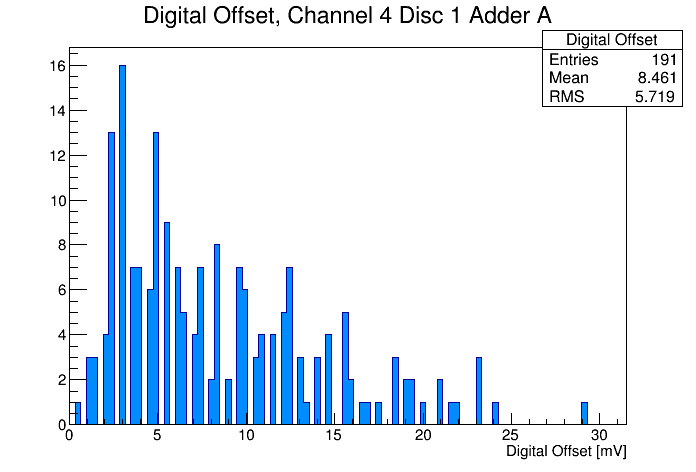 Digital Offset, Channel 4 Disc 1 Adder A
Digital Offset
Entries 191
Mean 8.461
RMS 5.719
16
14
12
10
8
6
4
2
0
0 5 10 15 20 25 30
Digital Offset [mV]